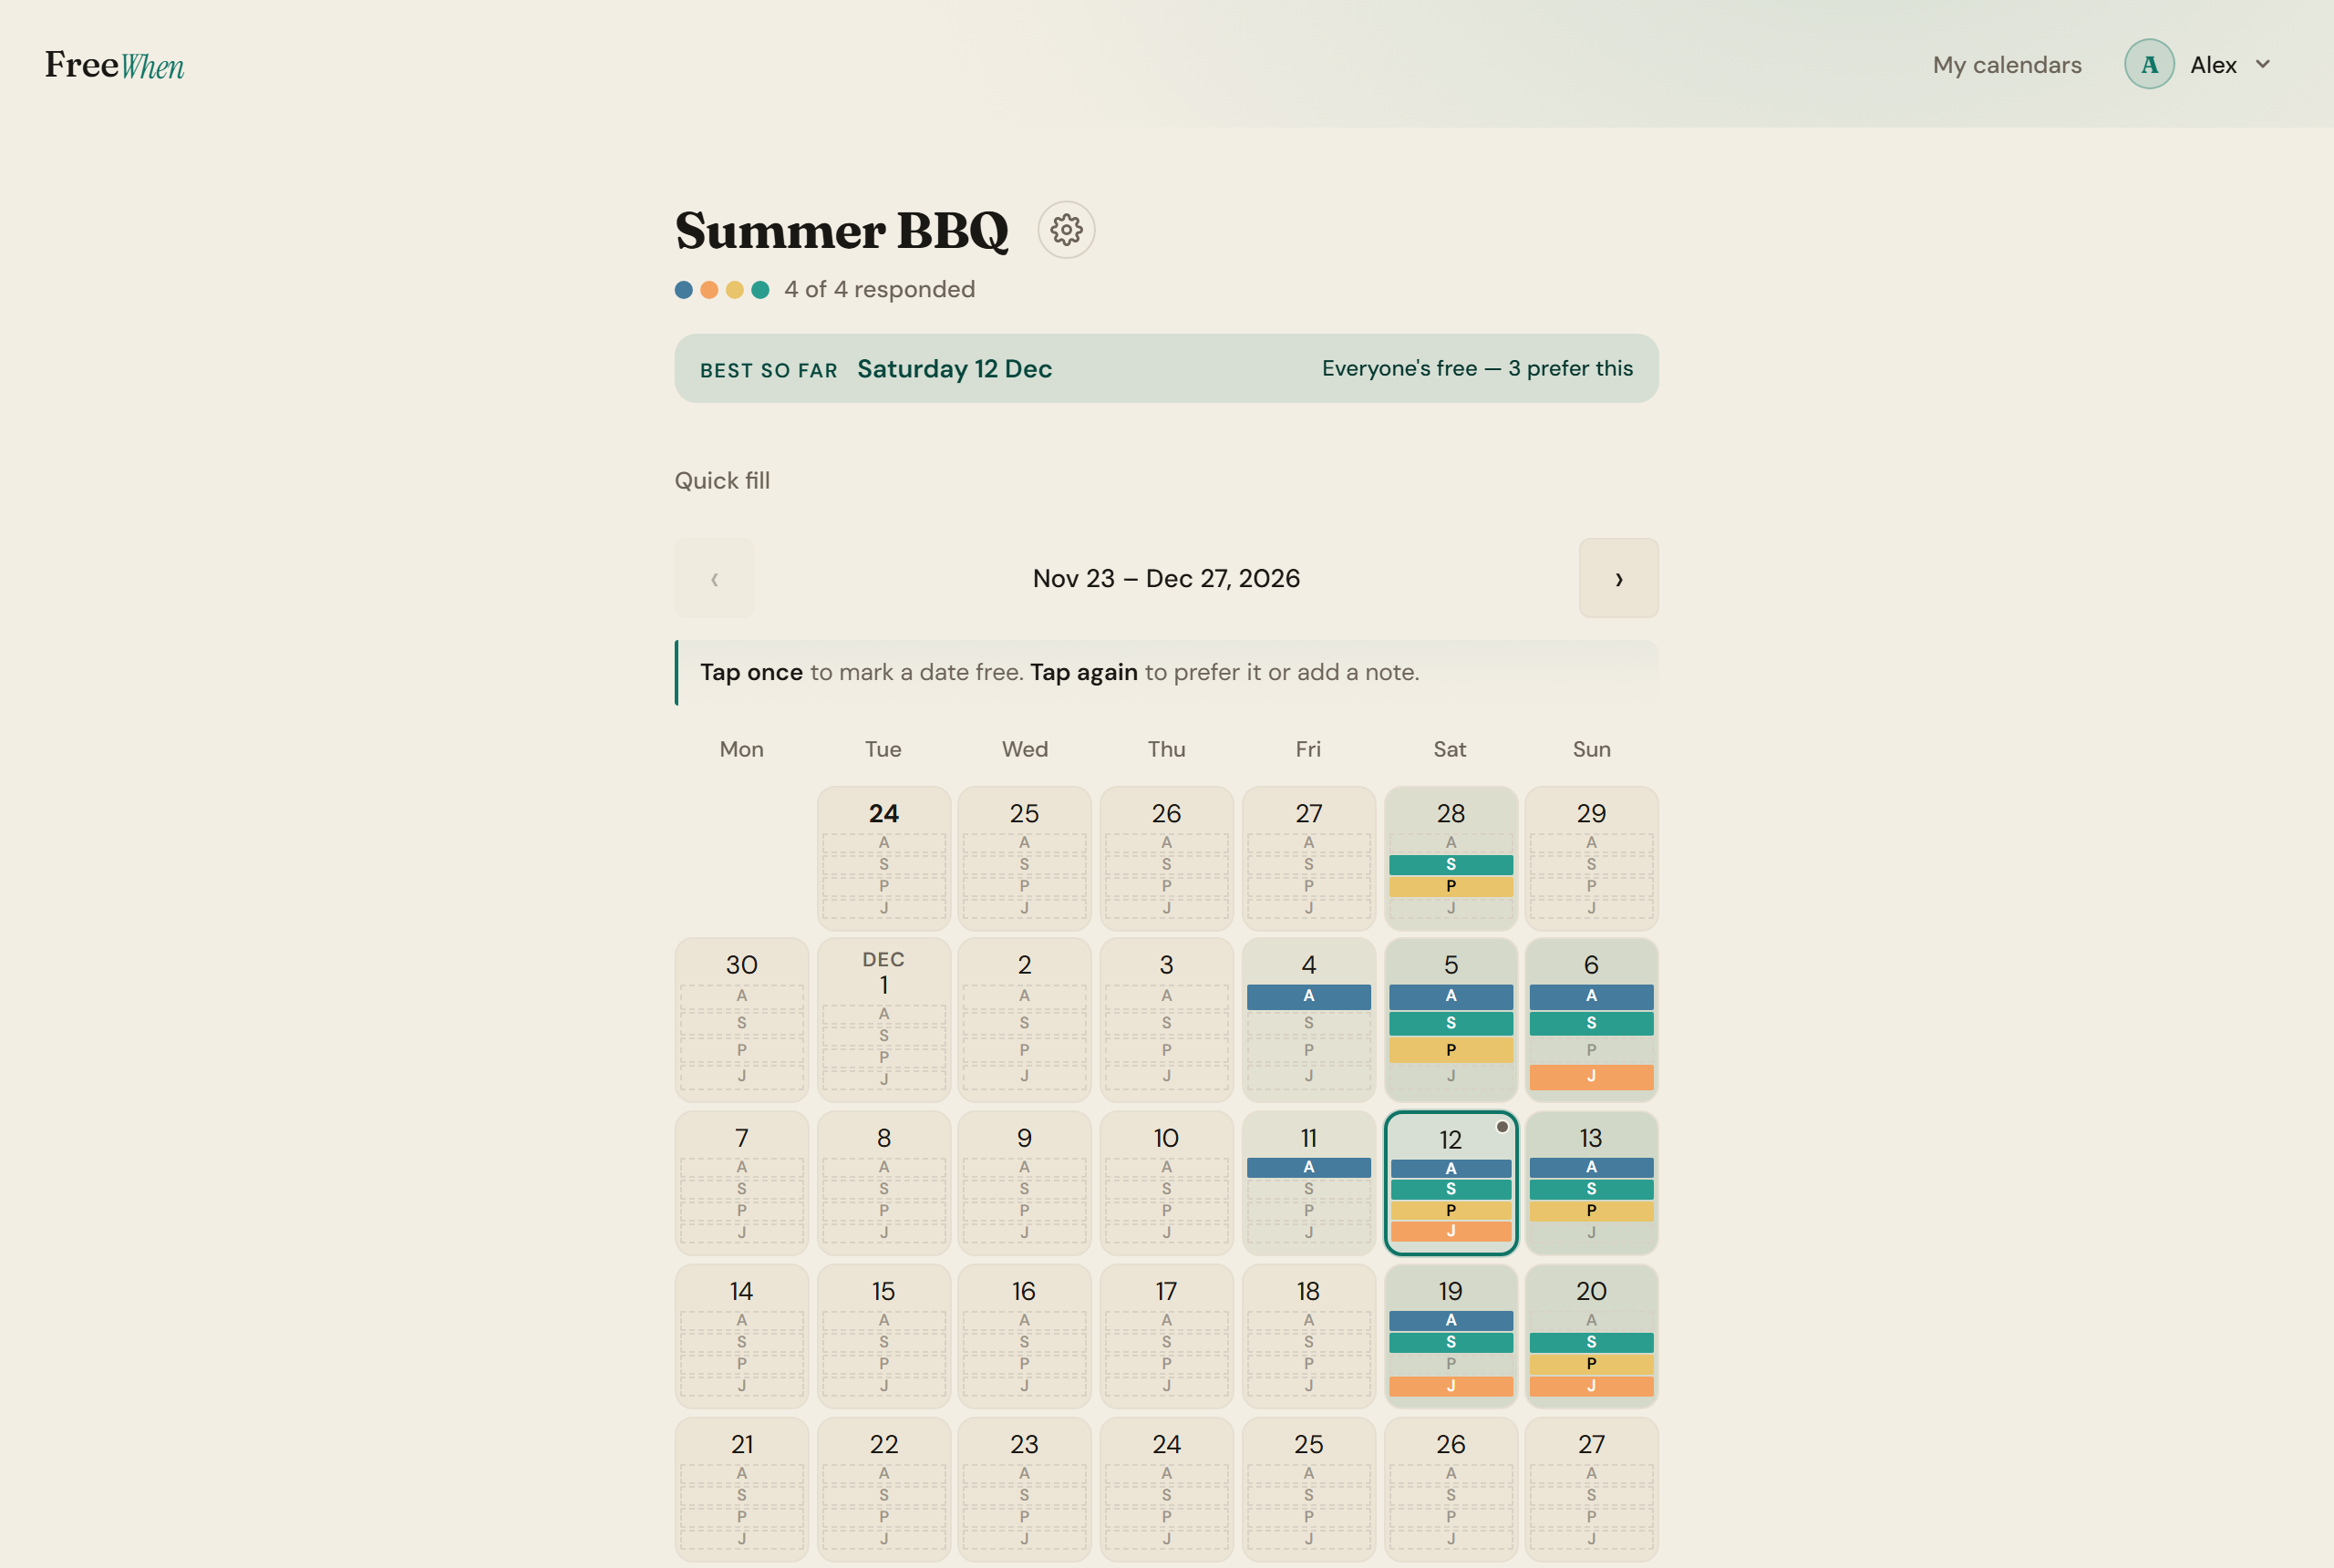 FreeWhen
My calendars A Alex
Summer BBQ
4 of 4 responded
BEST SO FAR Saturday 12 Dec Everyone's free — 3 prefer this
Quick fill
‹ Nov 23 – Dec 27, 2026 ›
Tap once to mark a date free. Tap again to prefer it or add a note.
Mon Tue Wed Thu Fri Sat Sun
24 25 26 27 28 29
A A A A A A
S S S S S S
P P P P P P
J J J J J J
30 DEC 1 2 3 4 5 6
A A A A A A A
S S S S S S S
P P P P P P P
J J J J J J J
7 8 9 10 11 12 13
A A A A A A A
S S S S S S S
P P P P P P P
J J J J J J J
14 15 16 17 18 19 20
A A A A A A A
S S S S S S S
P P P P P P P
J J J J J J J
21 22 23 24 25 26 27
A A A A A A A
S S S S S S S
P P P P P P P
J J J J J J J